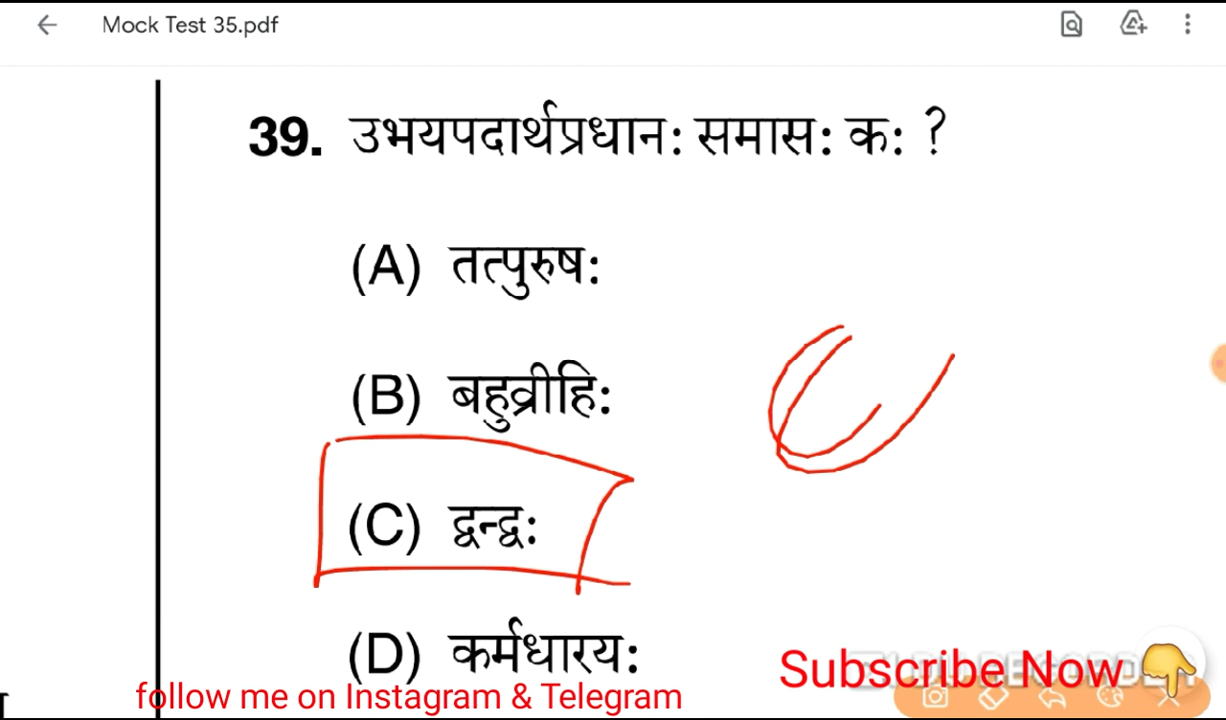 Mock Test 35.pdf
39. उभयपदार्थप्रधानः समासः कः ?
(A) तत्पुरुषः
(B) बहुव्रीहिः
(C) द्वन्द्वः
(D) कर्मधारयः
Subscribe Now
follow me on Instagram & Telegram